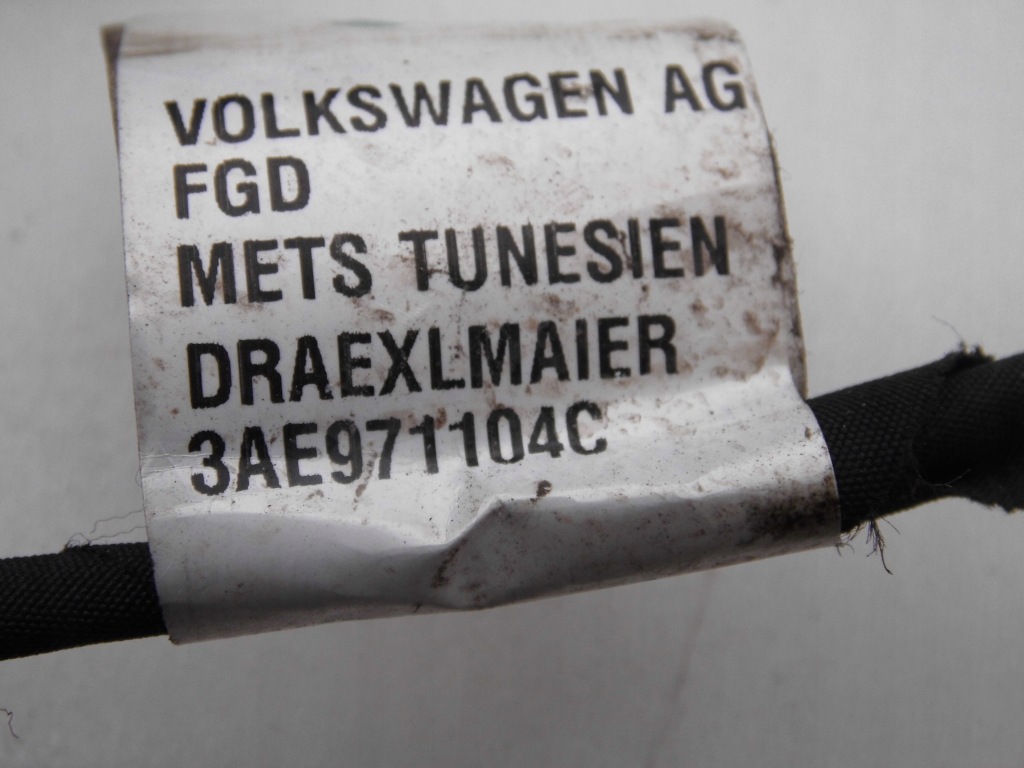 VOLKSWAGEN AG
FGD
METS TUNESIEN
DRAEXLMAIER
3AE971104C